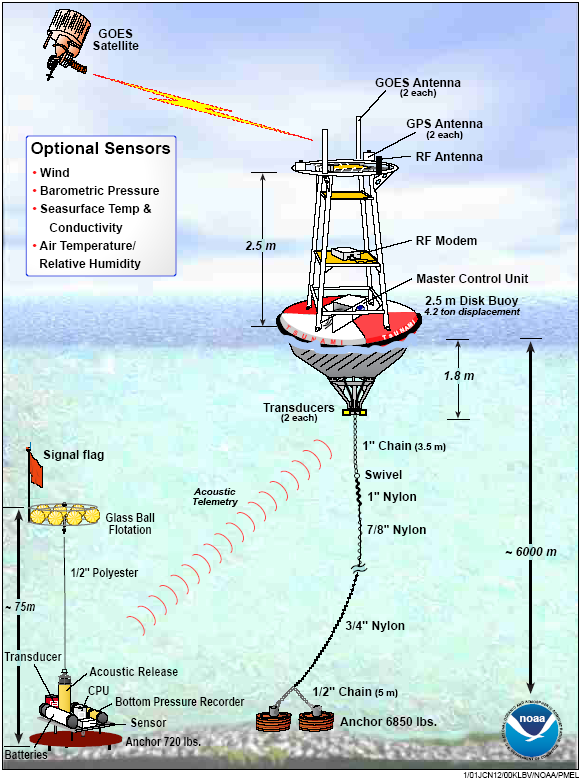 GOES
Satellite
GOES Antenna
(2 each)
GPS Antenna
(2 each)
RF Antenna
Optional Sensors
• Wind
• Barometric Pressure
• Seasurface Temp &
Conductivity
• Air Temperature/
Relative Humidity
2.5 m
RF Modem
Master Control Unit
2.5 m Disk Buoy
4.2 ton displacement
TSUNAMI
TSUNAMI
1.8 m
Transducers
(2 each)
1" Chain (3.5 m)
Swivel
1" Nylon
7/8" Nylon
Signal flag
Acoustic
Telemetry
Glass Ball
Flotation
~ 6000 m
1/2" Polyester
~ 75m
3/4" Nylon
Transducer
Acoustic Release
CPU
Bottom Pressure Recorder
Sensor
1/2" Chain (5 m)
Anchor 6850 lbs.
Anchor 720 lbs.
Batteries
noaa
1/01JCN12/00KLBV/NOAA/PMEL